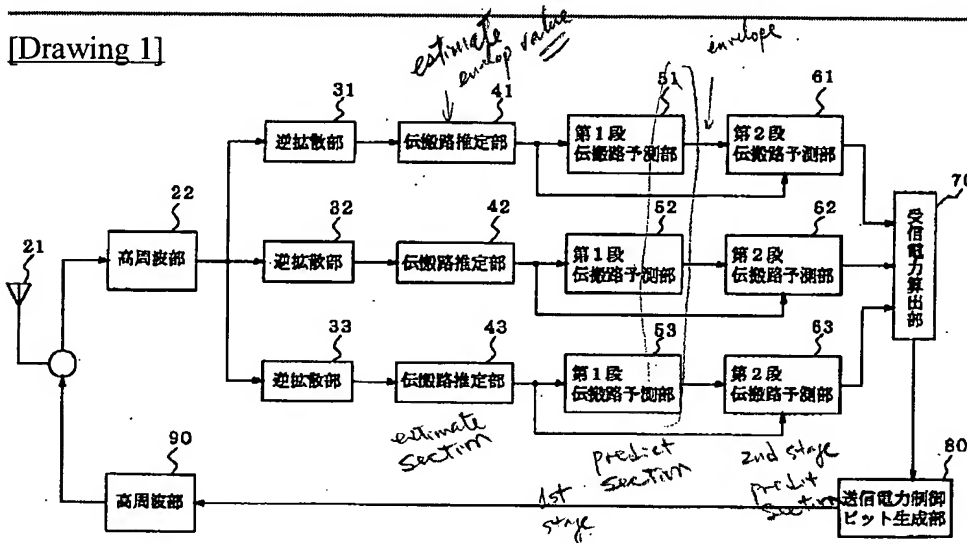 [Drawing 1]
estimate
envelop value
envelope
31
41
51
61
逆拡散部
伝搬路推定部
第1段
伝搬路予測部
第2段
伝搬路予測部
70
受信電力算出部
21
22
高周波部
32
42
52
62
逆拡散部
伝搬路推定部
第1段
伝搬路予測部
第2段
伝搬路予測部
33
43
53
63
逆拡散部
伝搬路推定部
第1段
伝搬路予測部
第2段
伝搬路予測部
estimate
section
1st
stage
predict
section
2nd stage
predict
section
90
高周波部
80
送信電力制御
ビット生成部